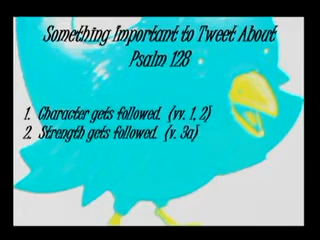 Something Important to Tweet About
Psalm 128
1. Character gets followed. (vv. 1, 2)
2. Strength gets followed. (v. 3a)